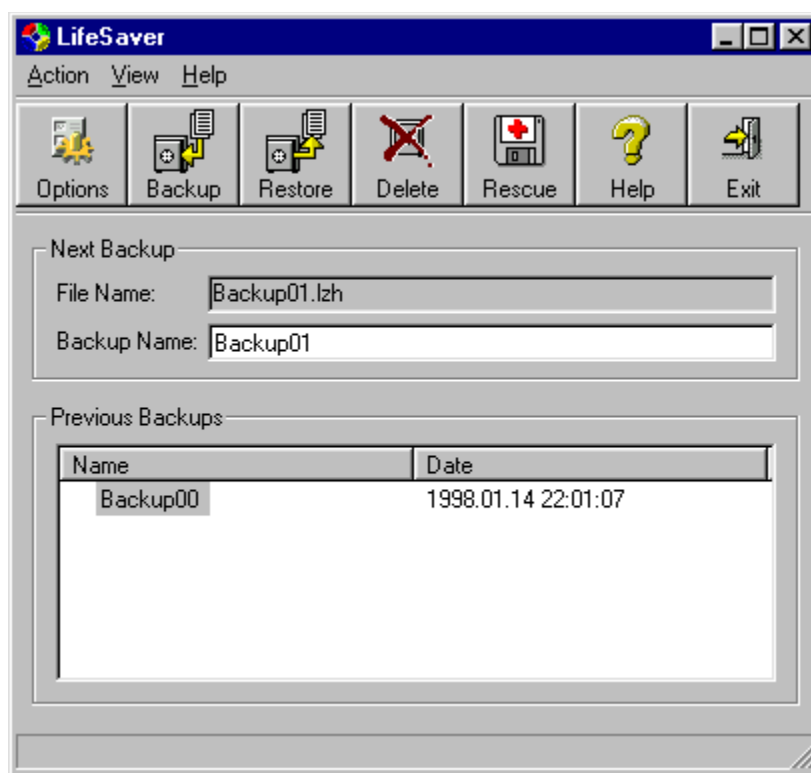 LifeSaver
Action View Help
Options Backup Restore Delete Rescue Help Exit
Next Backup
File Name: Backup01.lzh
Backup Name: Backup01
Previous Backups
Name Date
Backup00 1998.01.14 22:01:07